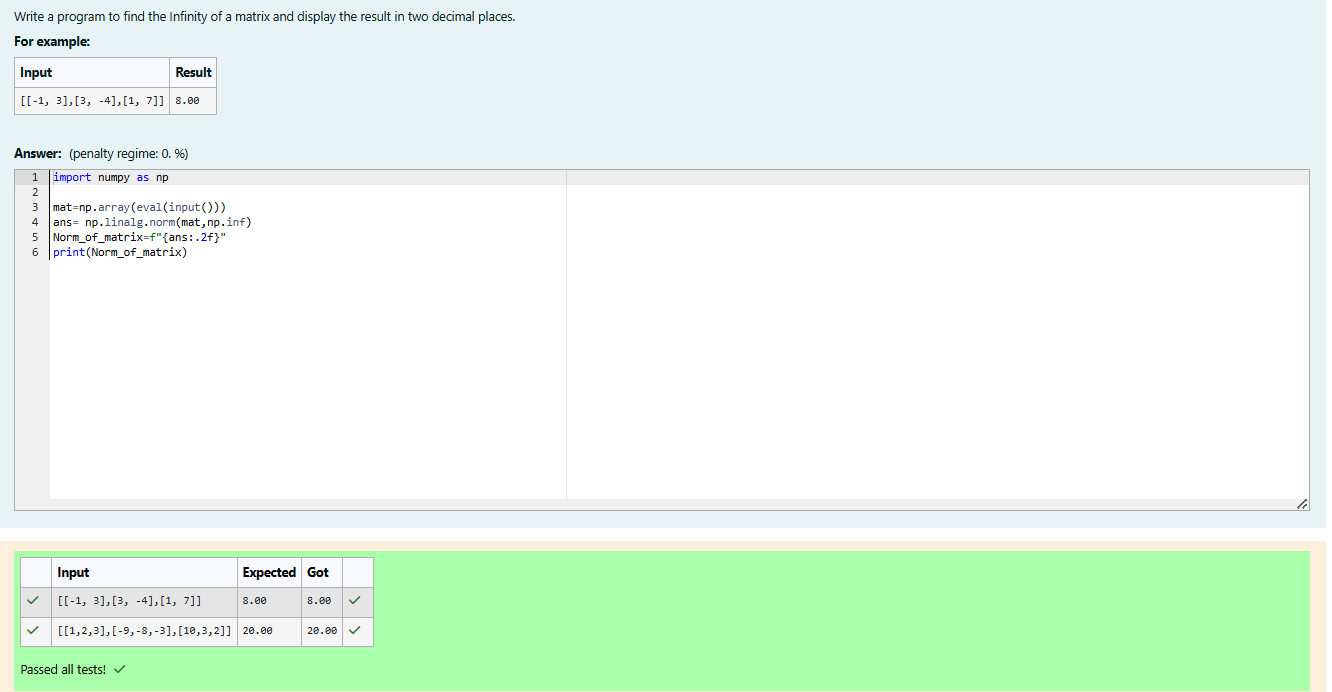 Write a program to find the Infinity of a matrix and display the result in two decimal places.
For example:
Input Result
[[-1, 3],[3, -4],[1, 7]] 8.00
Answer: (penalty regime: 0. %)
1 import numpy as np
2
3 mat=np.array(eval(input()))
4 ans= np.linalg.norm(mat,np.inf)
5 Norm_of_matrix=f"{ans:.2f}"
6 print(Norm_of_matrix)
Input Expected Got
[[-1, 3],[3, -4],[1, 7]] 8.00 8.00
[[1,2,3],[-9,-8,-3],[10,3,2]] 20.00 20.00
Passed all tests!